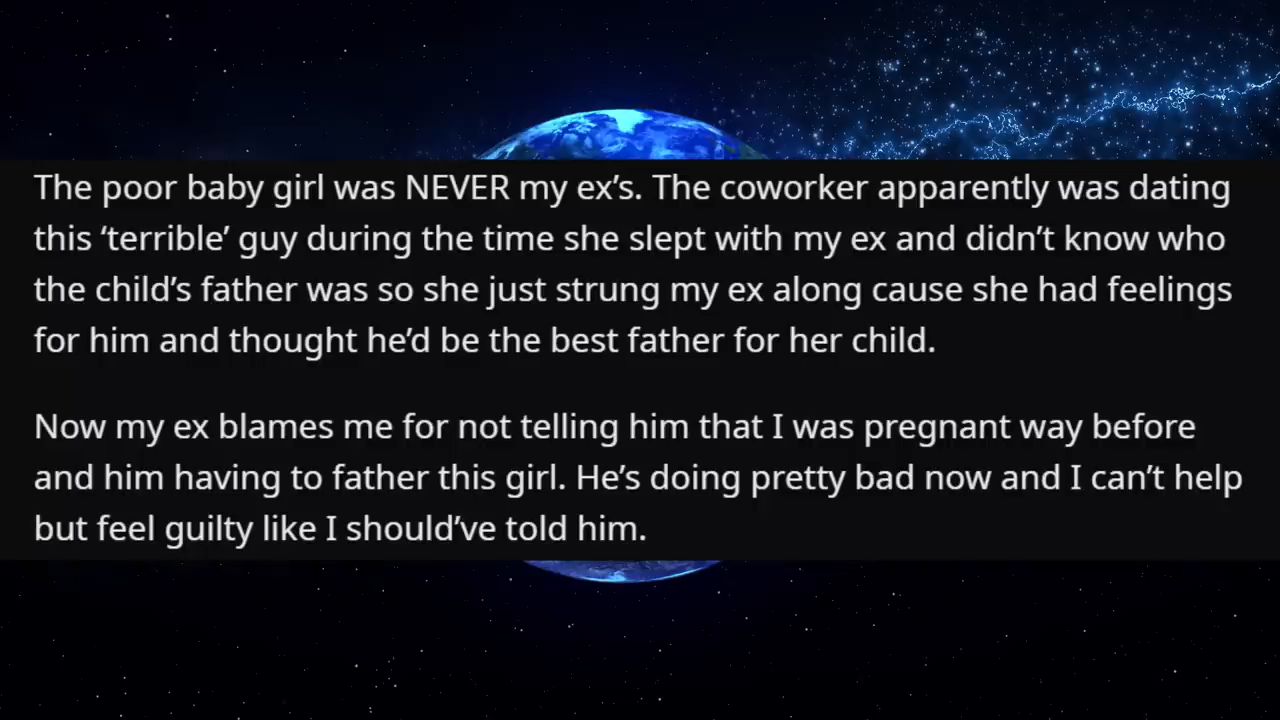 The poor baby girl was NEVER my ex’s. The coworker apparently was dating
this ‘terrible’ guy during the time she slept with my ex and didn’t know who
the child’s father was so she just strung my ex along cause she had feelings
for him and thought he’d be the best father for her child.
Now my ex blames me for not telling him that I was pregnant way before
and him having to father this girl. He’s doing pretty bad now and I can’t help
but feel guilty like I should’ve told him.